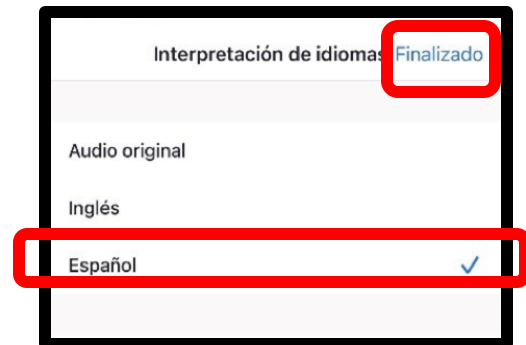 Interpretación de idiomas Finalizado
Audio original
Inglés
Español